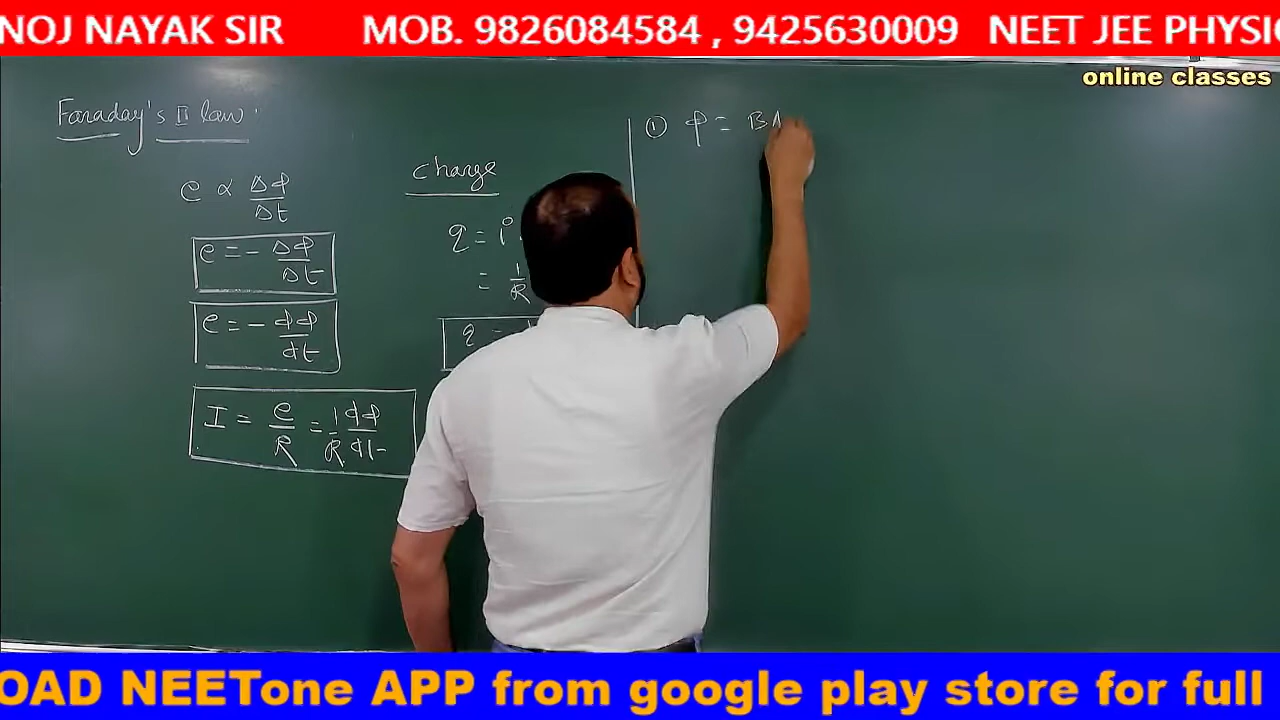 NOJ NAYAK SIR MOB. 9826084584 , 9425630009 NEET JEE PHYSIC
online classes
Faraday's II law
e ∝ Δφ/Δt
e = - Δφ/Δt
e = - dφ/dt
I = e/R = 1/R dφ/dt
charge
q =
= 1/R
q =
① φ = BA
OAD NEETone APP from google play store for full